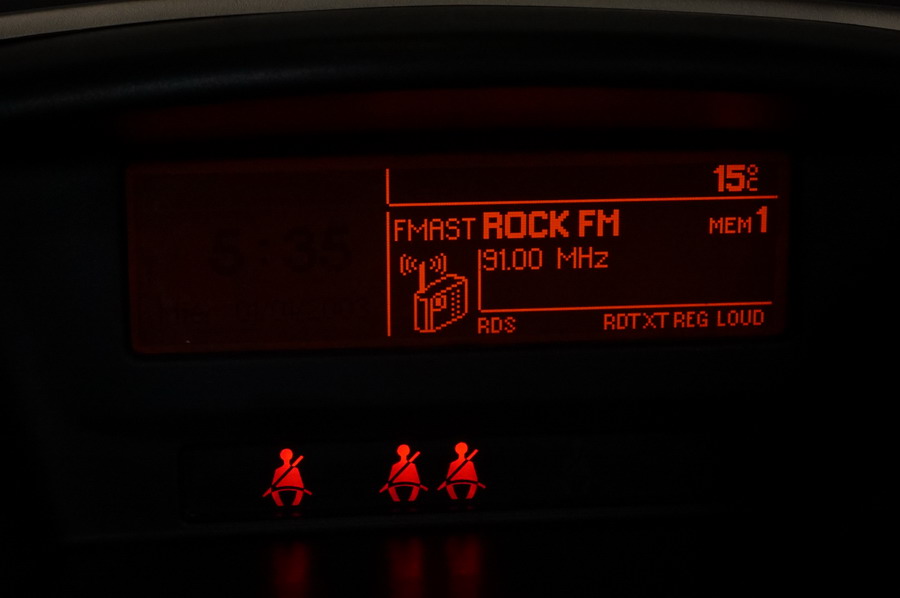 15°C
FMAST ROCK FM MEM 1
91.00 MHz
RDS RDTXT REG LOUD